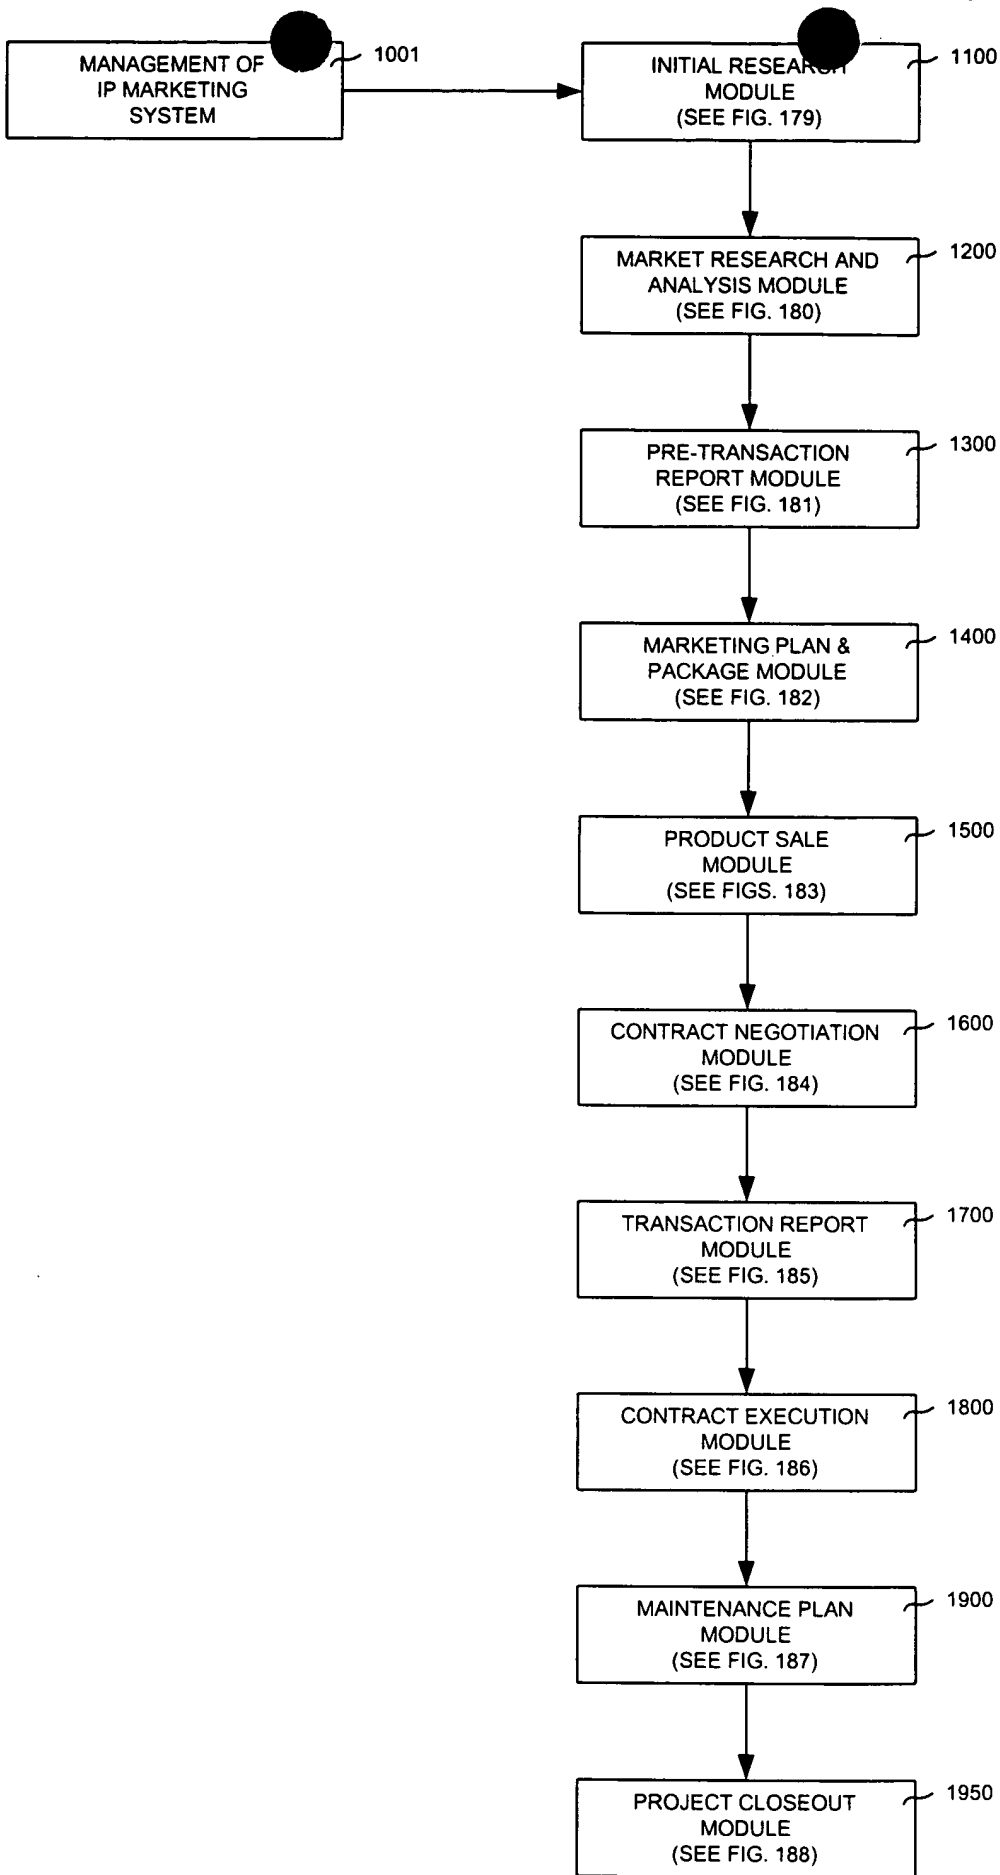 MANAGEMENT OF
IP MARKETING
SYSTEM
1001
INITIAL RESEARCH
MODULE
(SEE FIG. 179)
1100
MARKET RESEARCH AND
ANALYSIS MODULE
(SEE FIG. 180)
1200
PRE-TRANSACTION
REPORT MODULE
(SEE FIG. 181)
1300
MARKETING PLAN &
PACKAGE MODULE
(SEE FIG. 182)
1400
PRODUCT SALE
MODULE
(SEE FIGS. 183)
1500
CONTRACT NEGOTIATION
MODULE
(SEE FIG. 184)
1600
TRANSACTION REPORT
MODULE
(SEE FIG. 185)
1700
CONTRACT EXECUTION
MODULE
(SEE FIG. 186)
1800
MAINTENANCE PLAN
MODULE
(SEE FIG. 187)
1900
PROJECT CLOSEOUT
MODULE
(SEE FIG. 188)
1950